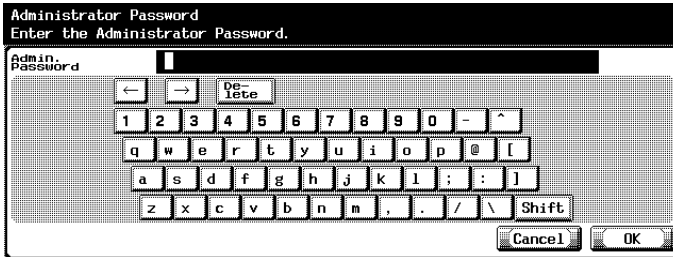 Administrator Password
Enter the Administrator Password.
Admin.
Password
← → De-
lete
1 2 3 4 5 6 7 8 9 0 - ^
q w e r t y u i o p @ [
a s d f g h j k l ; : ]
z x c v b n m , . / \ Shift
Cancel OK